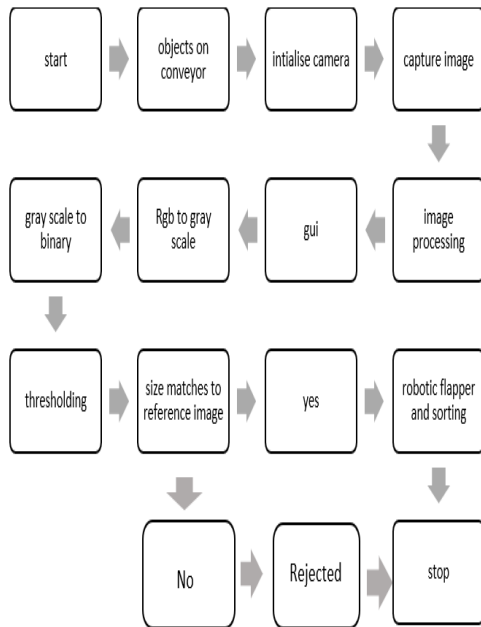 start
objects on
conveyor
intialise camera
capture image
image
processing
gui
Rgb to gray
scale
gray scale to
binary
thresholding
size matches to
reference image
yes
robotic flapper
and sorting
No
Rejected
stop